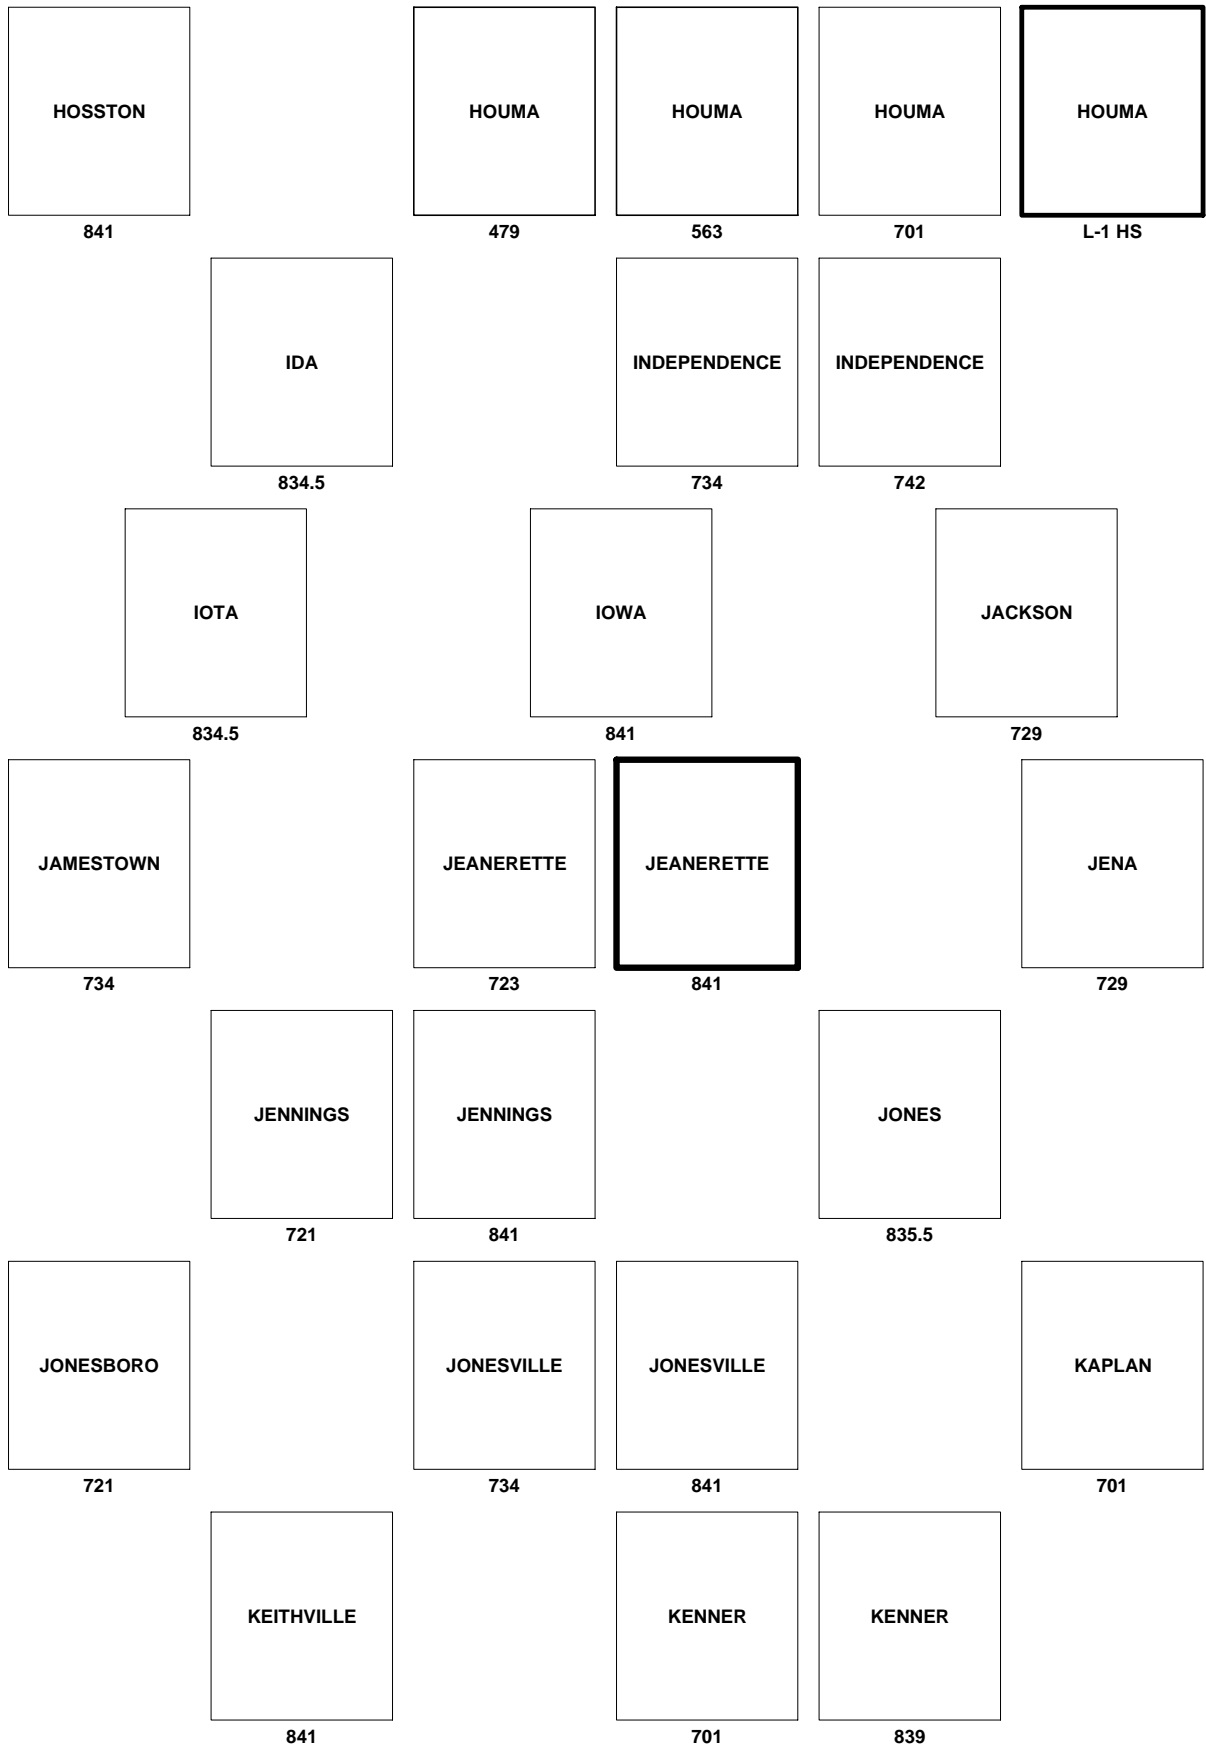 HOSSTON HOUMA HOUMA HOUMA HOUMA
841 479 563 701 L-1 HS
IDA INDEPENDENCE INDEPENDENCE
834.5 734 742
IOTA IOWA JACKSON
834.5 841 729
JAMESTOWN JEANERETTE JEANERETTE JENA
734 723 841 729
JENNINGS JENNINGS JONES
721 841 835.5
JONESBORO JONESVILLE JONESVILLE KAPLAN
721 734 841 701
KEITHVILLE KENNER KENNER
841 701 839